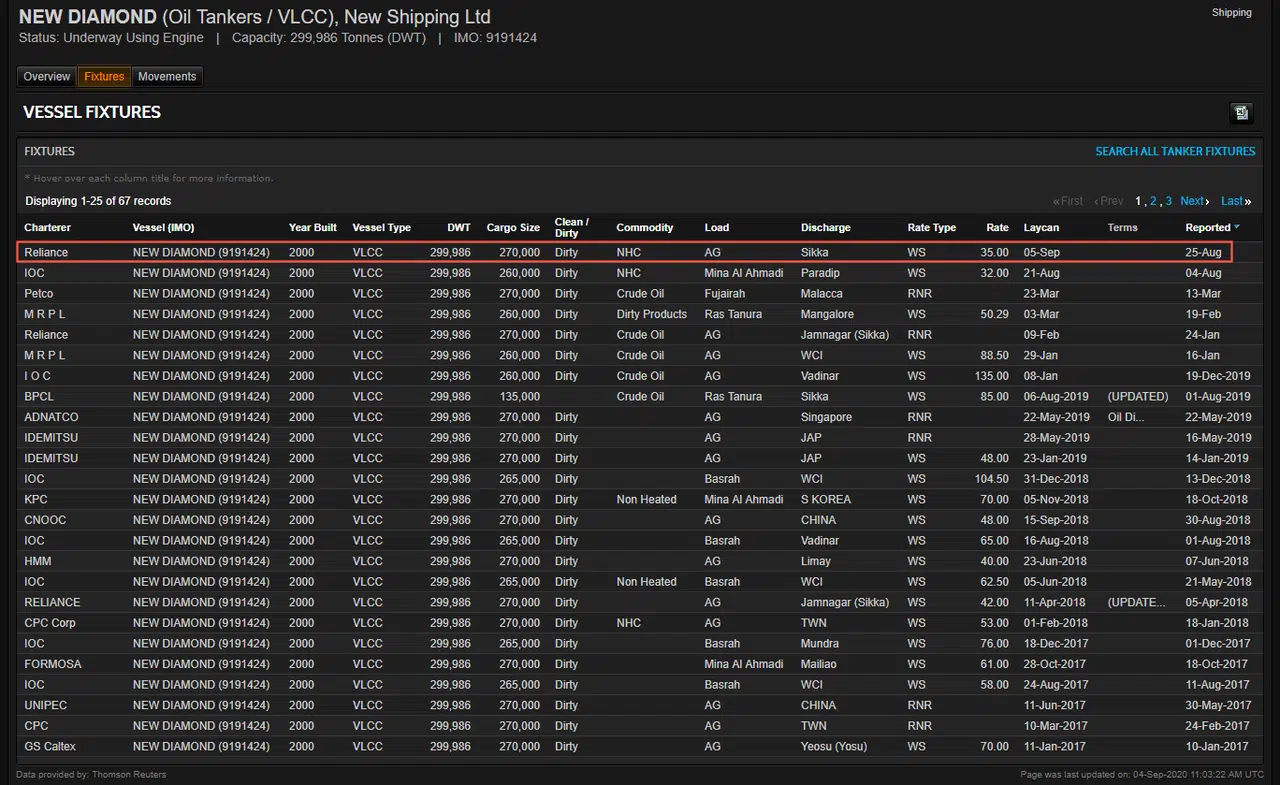 NEW DIAMOND (Oil Tankers / VLCC), New Shipping Ltd
Shipping
Status: Underway Using Engine | Capacity: 299,986 Tonnes (DWT) | IMO: 9191424
Overview Fixtures Movements
VESSEL FIXTURES
FIXTURES
SEARCH ALL TANKER FIXTURES
* Hover over each column title for more information.
Displaying 1-25 of 67 records
«First ‹Prev 1 , 2 , 3 Next› Last»
Charterer Vessel (IMO) Year Built Vessel Type DWT Cargo Size Clean / Dirty Commodity Load Discharge Rate Type Rate Laycan Terms Reported
Reliance NEW DIAMOND (9191424) 2000 VLCC 299,986 270,000 Dirty NHC AG Sikka WS 35.00 05-Sep 25-Aug
IOC NEW DIAMOND (9191424) 2000 VLCC 299,986 260,000 Dirty NHC Mina Al Ahmadi Paradip WS 32.00 21-Aug 04-Aug
Petco NEW DIAMOND (9191424) 2000 VLCC 299,986 270,000 Dirty Crude Oil Fujairah Malacca RNR 23-Mar 13-Mar
M R P L NEW DIAMOND (9191424) 2000 VLCC 299,986 260,000 Dirty Dirty Products Ras Tanura Mangalore WS 50.29 03-Mar 19-Feb
Reliance NEW DIAMOND (9191424) 2000 VLCC 299,986 270,000 Dirty Crude Oil AG Jamnagar (Sikka) RNR 09-Feb 24-Jan
M R P L NEW DIAMOND (9191424) 2000 VLCC 299,986 260,000 Dirty Crude Oil AG WCI WS 88.50 29-Jan 16-Jan
I O C NEW DIAMOND (9191424) 2000 VLCC 299,986 260,000 Dirty Crude Oil AG Vadinar WS 135.00 08-Jan 19-Dec-2019
BPCL NEW DIAMOND (9191424) 2000 VLCC 299,986 135,000 Crude Oil Ras Tanura Sikka WS 85.00 06-Aug-2019 (UPDATED) 01-Aug-2019
ADNATCO NEW DIAMOND (9191424) 2000 VLCC 299,986 270,000 Dirty AG Singapore RNR 22-May-2019 Oil Di... 22-May-2019
IDEMITSU NEW DIAMOND (9191424) 2000 VLCC 299,986 270,000 Dirty AG JAP RNR 28-May-2019 16-May-2019
IDEMITSU NEW DIAMOND (9191424) 2000 VLCC 299,986 270,000 Dirty AG JAP WS 48.00 23-Jan-2019 14-Jan-2019
IOC NEW DIAMOND (9191424) 2000 VLCC 299,986 265,000 Dirty Basrah WCI WS 104.50 31-Dec-2018 13-Dec-2018
KPC NEW DIAMOND (9191424) 2000 VLCC 299,986 270,000 Dirty Non Heated Mina Al Ahmadi S KOREA WS 70.00 05-Nov-2018 18-Oct-2018
CNOOC NEW DIAMOND (9191424) 2000 VLCC 299,986 270,000 Dirty AG CHINA WS 48.00 15-Sep-2018 30-Aug-2018
IOC NEW DIAMOND (9191424) 2000 VLCC 299,986 265,000 Dirty Basrah Vadinar WS 65.00 16-Aug-2018 01-Aug-2018
HMM NEW DIAMOND (9191424) 2000 VLCC 299,986 270,000 Dirty AG Limay WS 40.00 23-Jun-2018 07-Jun-2018
IOC NEW DIAMOND (9191424) 2000 VLCC 299,986 265,000 Dirty Non Heated Basrah WCI WS 62.50 05-Jun-2018 21-May-2018
RELIANCE NEW DIAMOND (9191424) 2000 VLCC 299,986 270,000 Dirty AG Jamnagar (Sikka) WS 42.00 11-Apr-2018 (UPDATE... 05-Apr-2018
CPC Corp NEW DIAMOND (9191424) 2000 VLCC 299,986 270,000 Dirty NHC AG TWN WS 53.00 01-Feb-2018 18-Jan-2018
IOC NEW DIAMOND (9191424) 2000 VLCC 299,986 265,000 Dirty Basrah Mundra WS 76.00 18-Dec-2017 01-Dec-2017
FORMOSA NEW DIAMOND (9191424) 2000 VLCC 299,986 270,000 Dirty Mina Al Ahmadi Mailiao WS 61.00 28-Oct-2017 18-Oct-2017
IOC NEW DIAMOND (9191424) 2000 VLCC 299,986 265,000 Dirty Basrah WCI WS 58.00 24-Aug-2017 11-Aug-2017
UNIPEC NEW DIAMOND (9191424) 2000 VLCC 299,986 270,000 Dirty AG CHINA RNR 11-Jun-2017 30-May-2017
CPC NEW DIAMOND (9191424) 2000 VLCC 299,986 270,000 Dirty AG TWN RNR 10-Mar-2017 24-Feb-2017
GS Caltex NEW DIAMOND (9191424) 2000 VLCC 299,986 270,000 Dirty AG Yeosu (Yosu) WS 70.00 11-Jan-2017 10-Jan-2017
Data provided by: Thomson Reuters
Page was last updated on: 04-Sep-2020 11:03:22 AM UTC